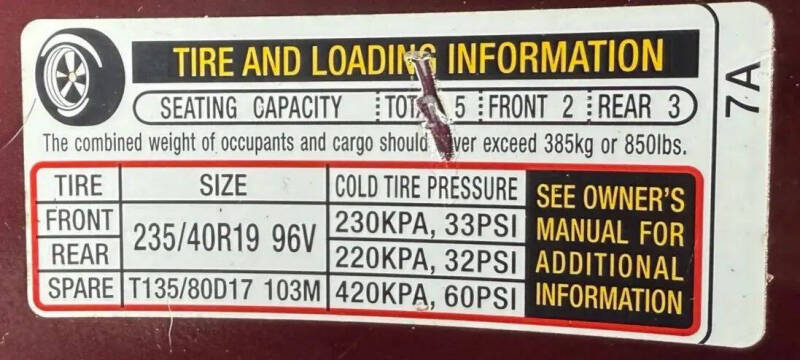 TIRE AND LOADING INFORMATION
SEATING CAPACITY TOT 5 FRONT 2 REAR 3
The combined weight of occupants and cargo should ver exceed 385kg or 850lbs.
TIRE SIZE COLD TIRE PRESSURE
FRONT 235/40R19 96V 230KPA, 33PSI
REAR 220KPA, 32PSI
SPARE T135/80D17 103M 420KPA, 60PSI
SEE OWNER'S
MANUAL FOR
ADDITIONAL
INFORMATION
7A